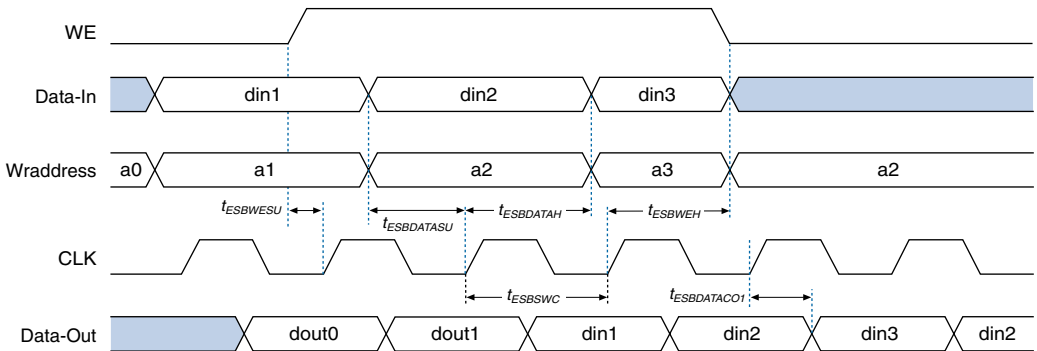 WE
Data-In din1 din2 din3
Wraddress a0 a1 a2 a3 a2
tESBWESU tESBDATASU tESBDATAH tESBWEH
CLK
tESBSWC tESBDATACO1
Data-Out dout0 dout1 din1 din2 din3 din2